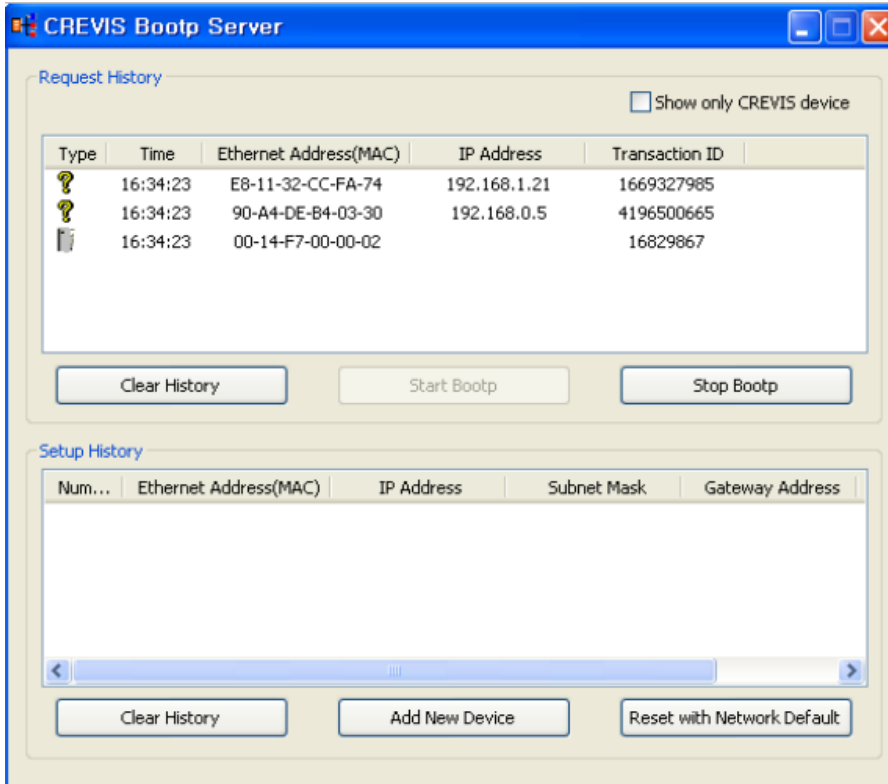 CREVIS Bootp Server
Request History
Show only CREVIS device
Type Time Ethernet Address(MAC) IP Address Transaction ID
16:34:23 E8-11-32-CC-FA-74 192.168.1.21 1669327985
16:34:23 90-A4-DE-B4-03-30 192.168.0.5 4196500665
16:34:23 00-14-F7-00-00-02 16829867
Clear History Start Bootp Stop Bootp
Setup History
Num... Ethernet Address(MAC) IP Address Subnet Mask Gateway Address
Clear History Add New Device Reset with Network Default